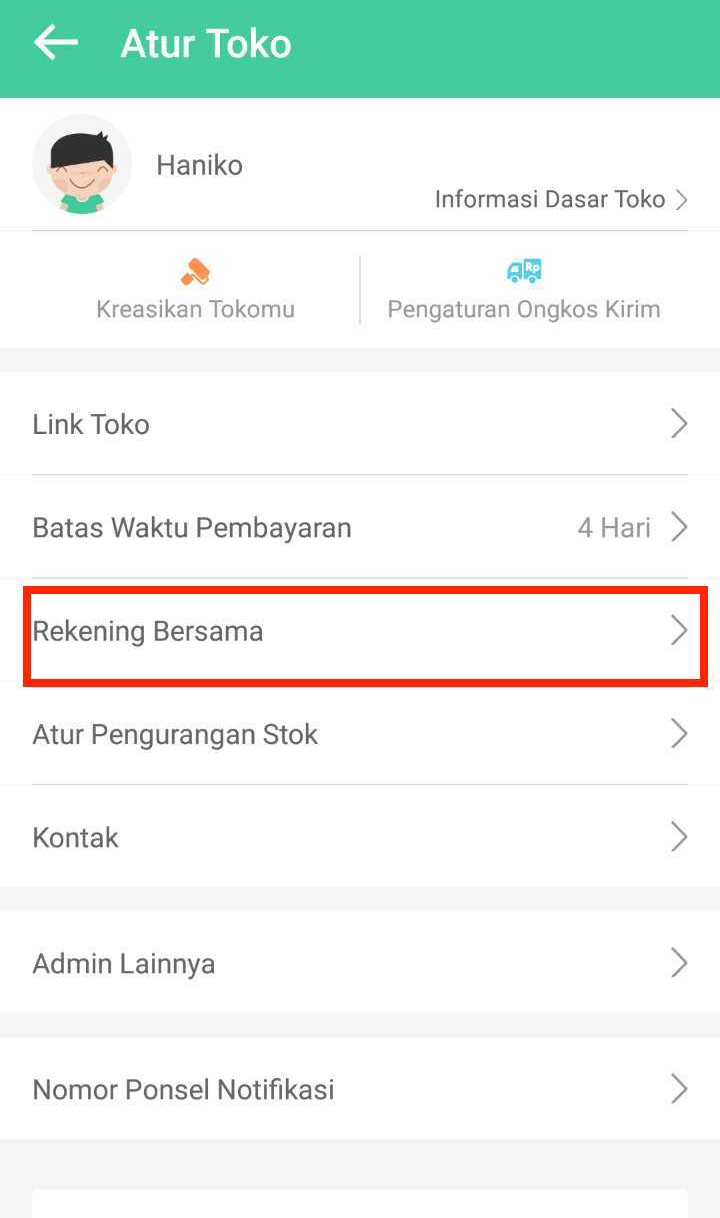 Atur Toko
Haniko
Informasi Dasar Toko
Rp
Kreasikan Tokomu
Pengaturan Ongkos Kirim
Link Toko
Batas Waktu Pembayaran 4 Hari
Rekening Bersama
Atur Pengurangan Stok
Kontak
Admin Lainnya
Nomor Ponsel Notifikasi